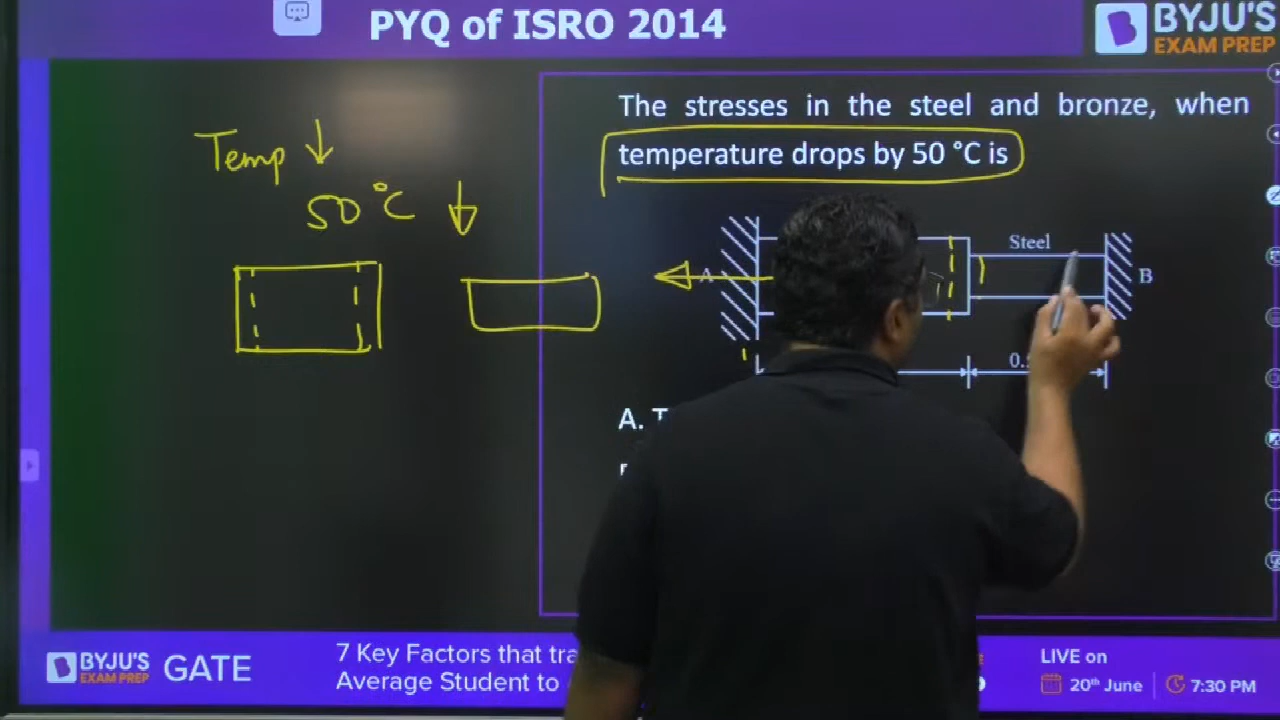 PYQ of ISRO 2014
BYJU'S
EXAM PREP
The stresses in the steel and bronze, when
temperature drops by 50 °C is
Temp ↓
50°C ↓
Steel
A
B
A.
BYJU'S
EXAM PREP
GATE
7 Key Factors that
Average Student to
LIVE on
20th June
7:30 PM